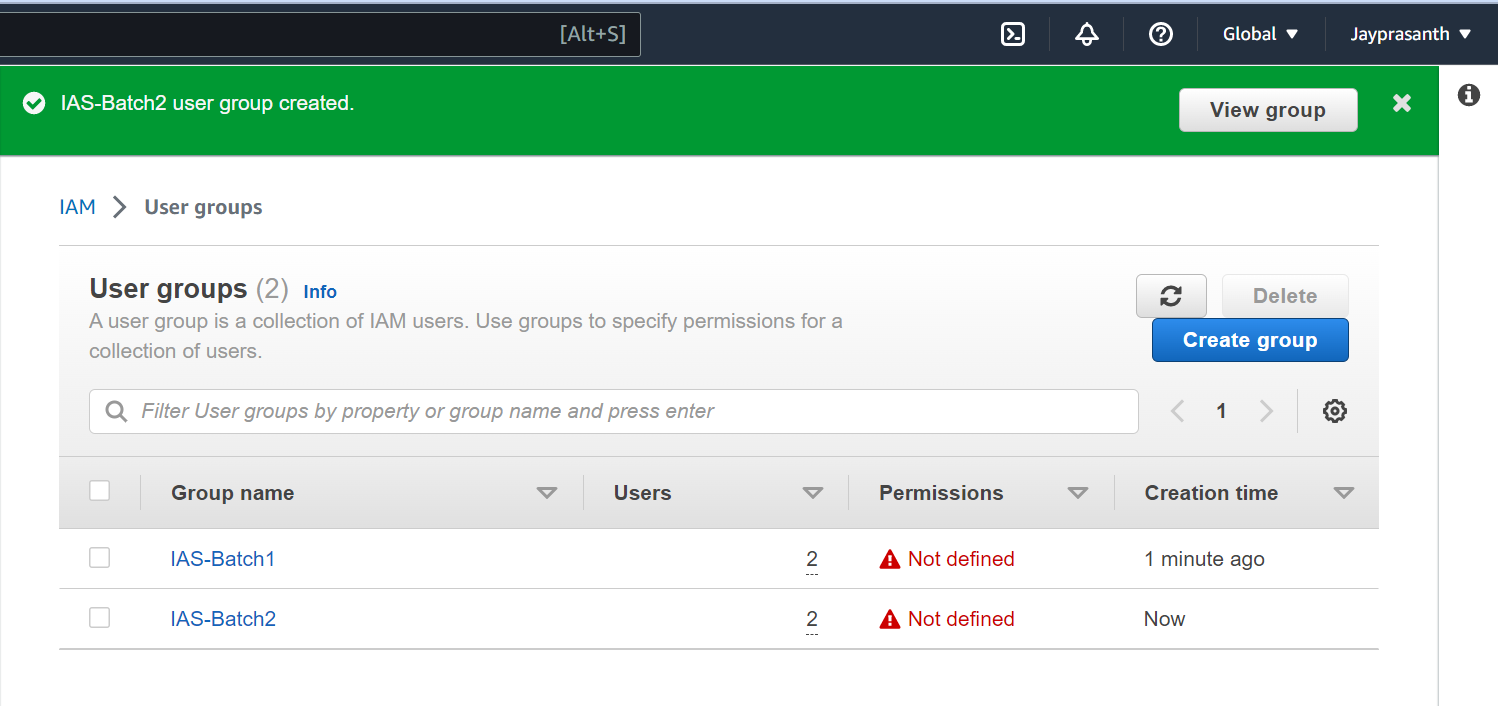 [Alt+S]
Global
Jayprasanth
IAS-Batch2 user group created.
View group
IAM
User groups
User groups (2) Info
A user group is a collection of IAM users. Use groups to specify permissions for a
collection of users.
Delete
Create group
Filter User groups by property or group name and press enter
1
Group name Users Permissions Creation time
IAS-Batch1 2 Not defined 1 minute ago
IAS-Batch2 2 Not defined Now